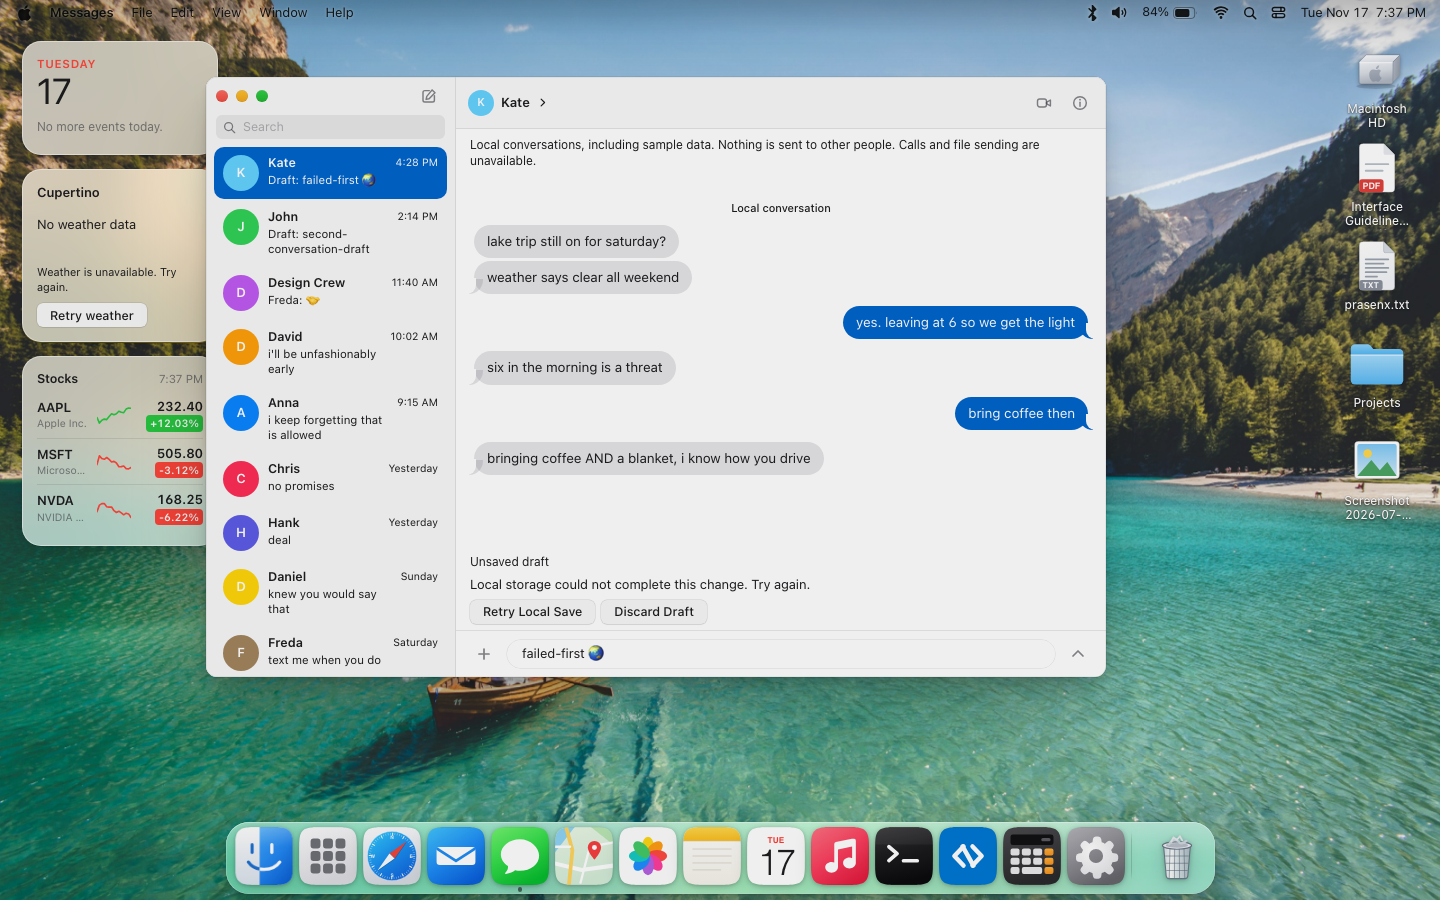 Messages File Edit View Window Help
84% Tue Nov 17 7:37 PM
TUESDAY
17
No more events today.
Cupertino
No weather data
Weather is unavailable. Try
again.
Retry weather
Stocks 7:37 PM
AAPL 232.40
Apple Inc. +12.03%
MSFT 505.80
Microso... -3.12%
NVDA 168.25
NVIDIA ... -6.22%
Search
K
Kate 4:28 PM
Draft: failed-first 🌏
J
John 2:14 PM
Draft: second-
conversation-draft
D
Design Crew 11:40 AM
Freda: 🤝
D
David 10:02 AM
i'll be unfashionably
early
A
Anna 9:15 AM
i keep forgetting that
is allowed
C
Chris Yesterday
no promises
H
Hank Yesterday
deal
D
Daniel Sunday
knew you would say
that
F
Freda Saturday
text me when you do
K Kate
Local conversations, including sample data. Nothing is sent to other people. Calls and file sending are
unavailable.
Local conversation
lake trip still on for saturday?
weather says clear all weekend
yes. leaving at 6 so we get the light
six in the morning is a threat
bring coffee then
bringing coffee AND a blanket, i know how you drive
Unsaved draft
Local storage could not complete this change. Try again.
Retry Local Save Discard Draft
failed-first 🌏
Macintosh
HD
PDF
Interface
Guideline...
TXT
prasenx.txt
Projects
Screenshot
2026-07-...
11
TUE
17